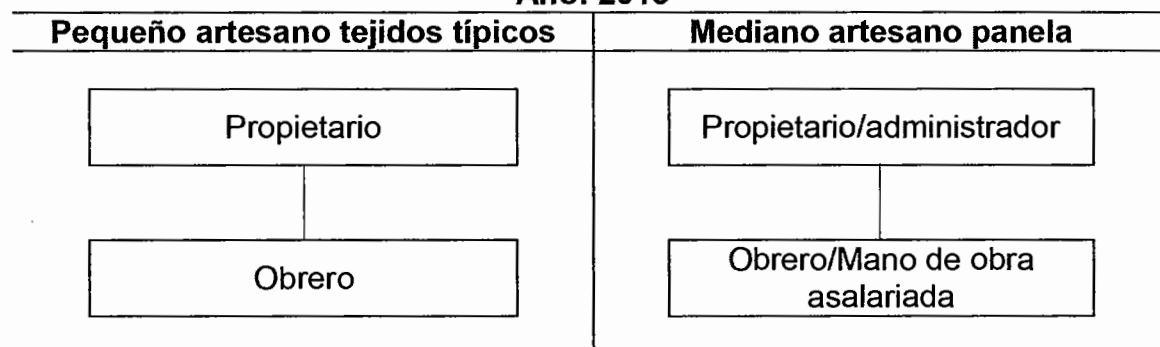 Pequeño artesano tejidos típicos
Mediano artesano panela
Propietario
Propietario/administrador
Obrero
Obrero/Mano de obra
asalariada